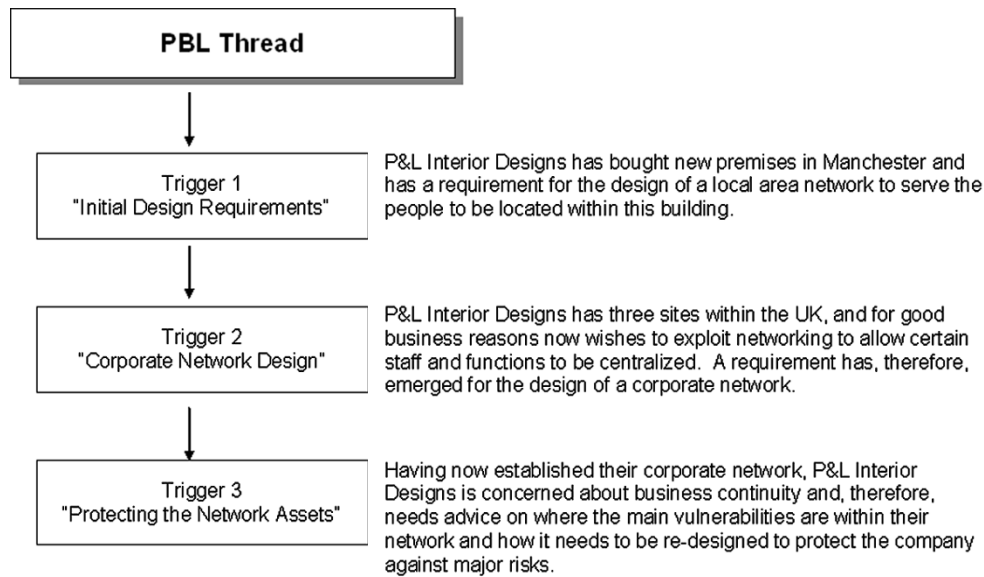 PBL Thread
Trigger 1
"Initial Design Requirements"
P&L Interior Designs has bought new premises in Manchester and
has a requirement for the design of a local area network to serve the
people to be located within this building.
Trigger 2
"Corporate Network Design"
P&L Interior Designs has three sites within the UK, and for good
business reasons now wishes to exploit networking to allow certain
staff and functions to be centralized.  A requirement has, therefore,
emerged for the design of a corporate network.
Trigger 3
"Protecting the Network Assets"
Having now established their corporate network, P&L Interior
Designs is concerned about business continuity and, therefore,
needs advice on where the main vulnerabilities are within their
network and how it needs to be re-designed to protect the company
against major risks.